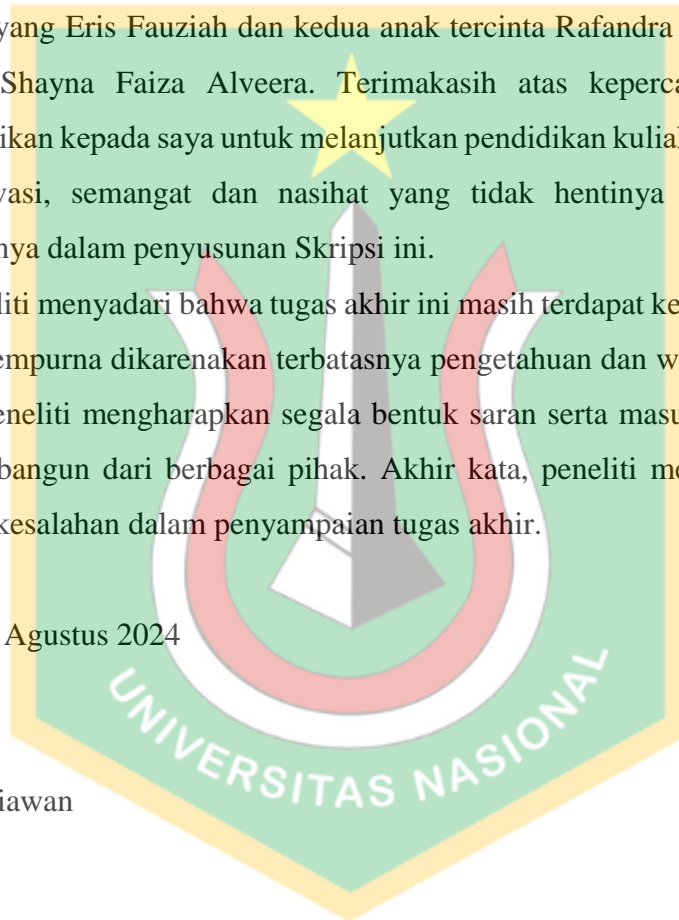 yang Eris Fauziah dan kedua anak tercinta Rafandra
Shayna Faiza Alveera. Terimakasih atas keperca
ikan kepada saya untuk melanjutkan pendidikan kulia
vasi, semangat dan nasihat yang tidak hentinya
nya dalam penyusunan Skripsi ini.
liti menyadari bahwa tugas akhir ini masih terdapat ke
empurna dikarenakan terbatasnya pengetahuan dan w
eneliti mengharapkan segala bentuk saran serta masu
bangun dari berbagai pihak. Akhir kata, peneliti me
kesalahan dalam penyampaian tugas akhir.
Agustus 2024
UNIVERSITAS NASIONAL
iawan